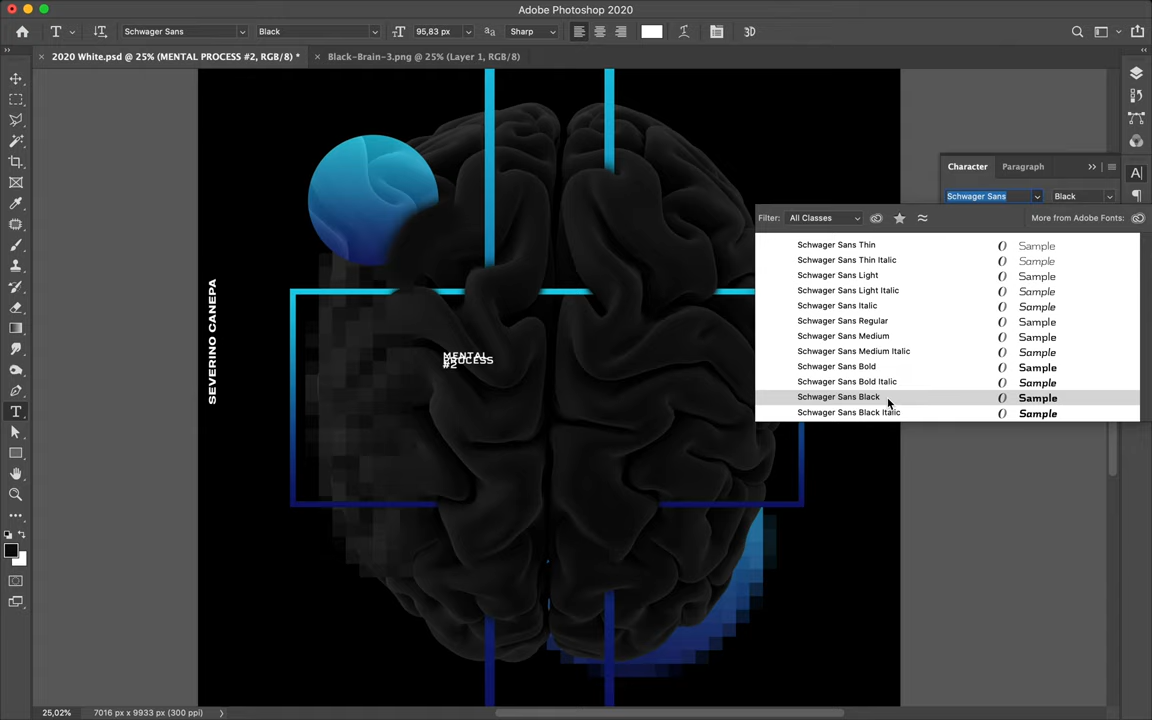 Adobe Photoshop 2020
Schwager Sans
Black
95,83 px
Sharp
3D
2020 White.psd @ 25% (MENTAL PROCESS #2, RGB/8) *
Black-Brain-3.png @ 25% (Layer 1, RGB/8)
Character
Paragraph
Schwager Sans
Black
Filter: All Classes
More from Adobe Fonts:
Schwager Sans Thin Sample
Schwager Sans Thin Italic Sample
Schwager Sans Light Sample
Schwager Sans Light Italic Sample
Schwager Sans Italic Sample
Schwager Sans Regular Sample
Schwager Sans Medium Sample
Schwager Sans Medium Italic Sample
Schwager Sans Bold Sample
Schwager Sans Bold Italic Sample
Schwager Sans Black Sample
Schwager Sans Black Italic Sample
SEVERINO CANEPA
MENTAL
PROCESS
#2
25,02%
7016 px x 9933 px (300 ppi)